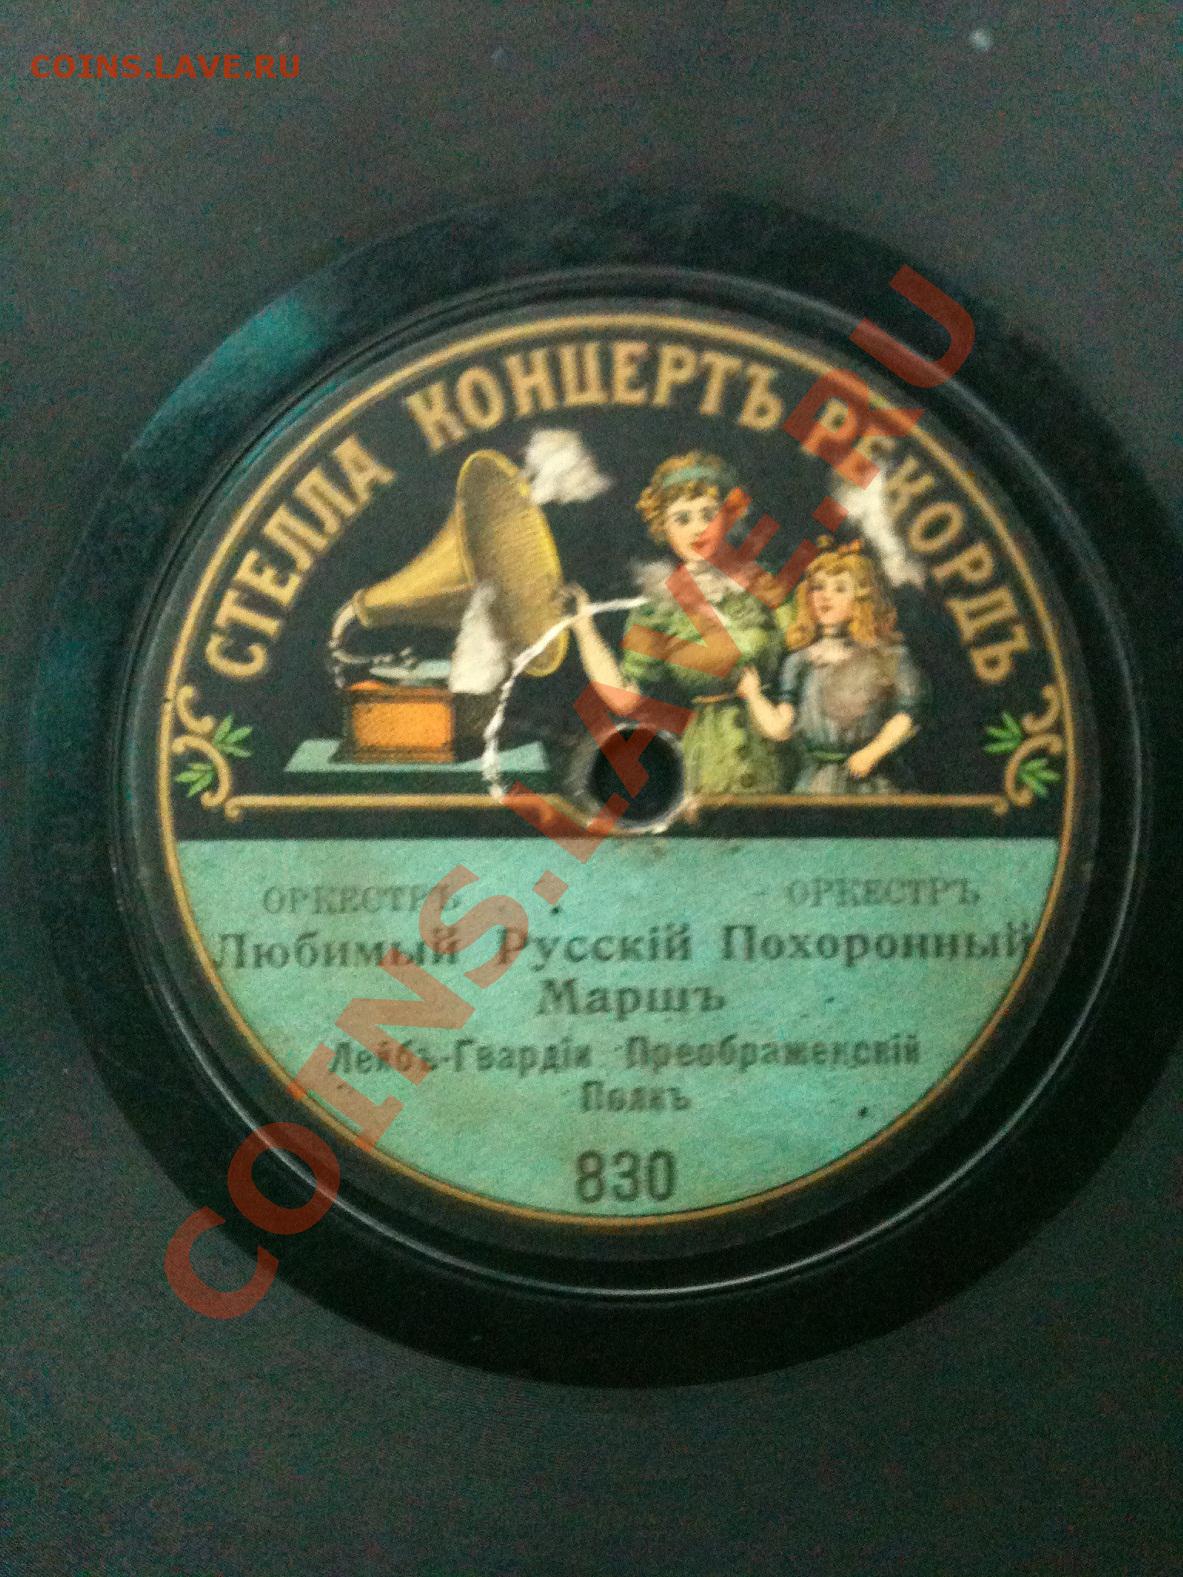 COINS.LAVE.RU
СТЕЛЛА КОНЦЕРТЪ РЕКОРДЪ
ОРКЕСТРЪ ОРКЕСТРЪ
Любимый Русскій Похоронный
Маршъ
Лейбъ-Гвардіи Преображенскій
Полкъ
830
COINS.LAVE.RU